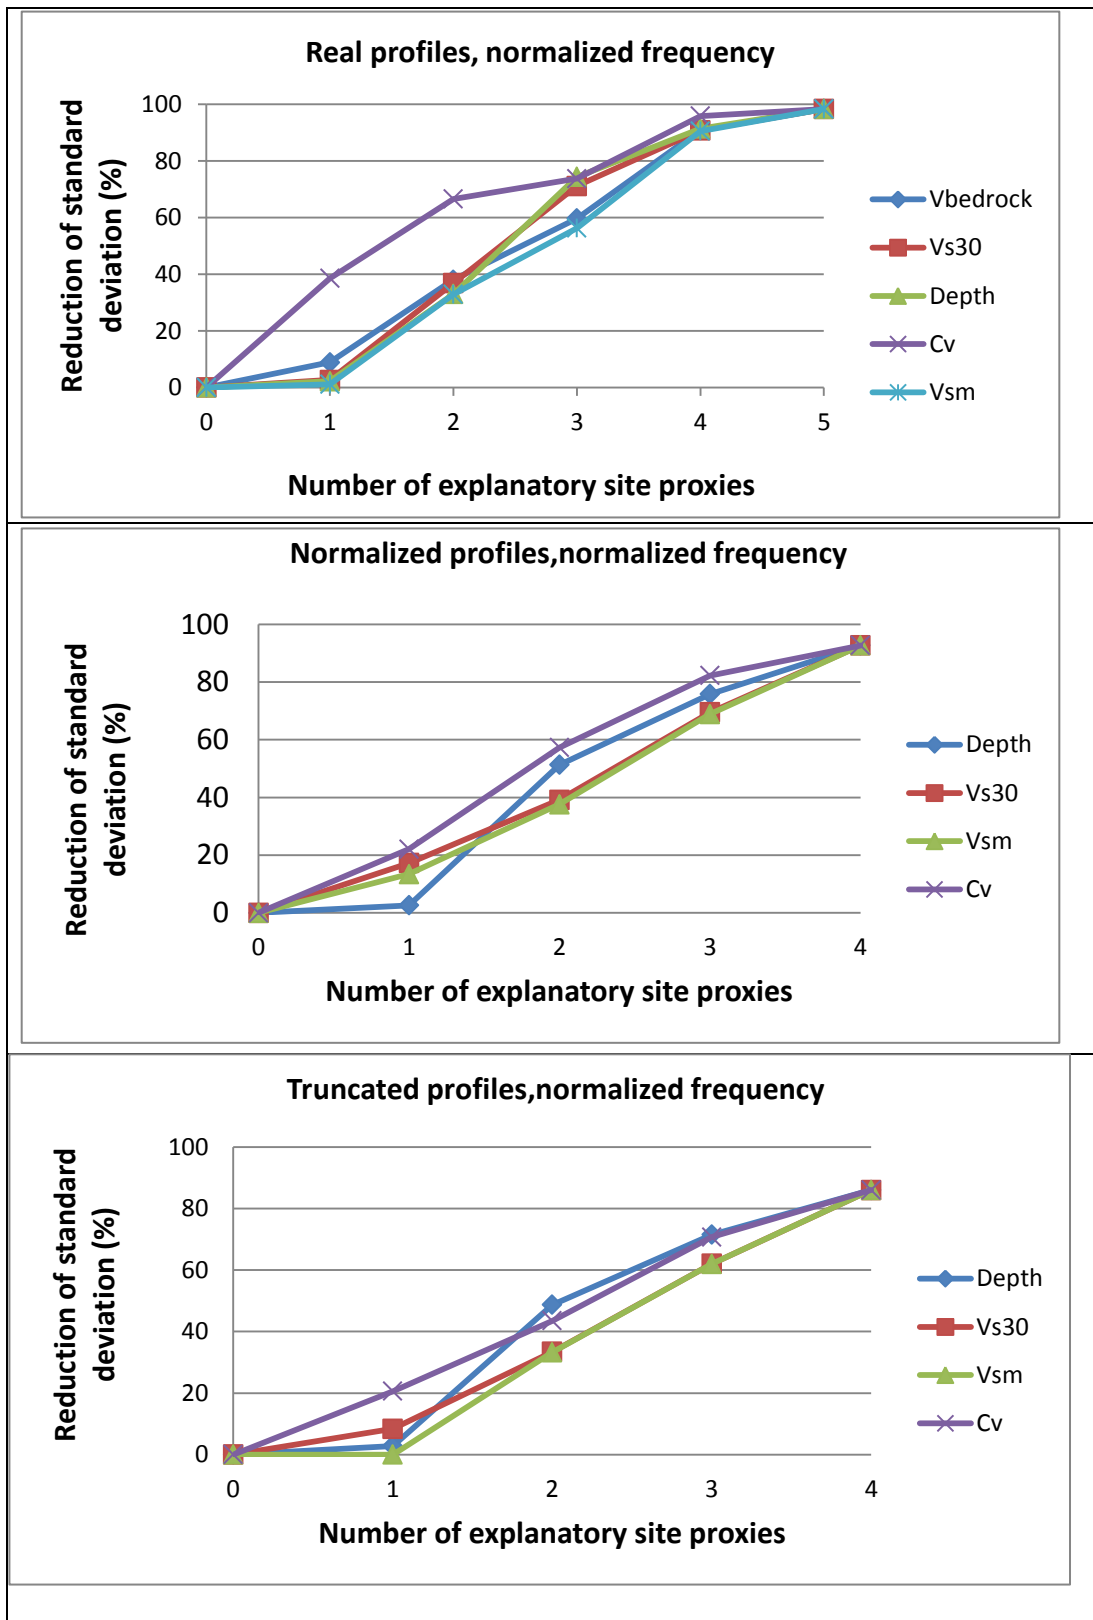 Real profiles, normalized frequency
Reduction of standard
deviation (%)
100
80
60
40
20
0
0 1 2 3 4 5
Number of explanatory site proxies
Vbedrock
Vs30
Depth
Cv
Vsm
Normalized profiles,normalized frequency
Reduction of standard
deviation (%)
100
80
60
40
20
0
0 1 2 3 4
Number of explanatory site proxies
Depth
Vs30
Vsm
Cv
Truncated profiles,normalized frequency
Reduction of standard
deviation (%)
100
80
60
40
20
0
0 1 2 3 4
Number of explanatory site proxies
Depth
Vs30
Vsm
Cv